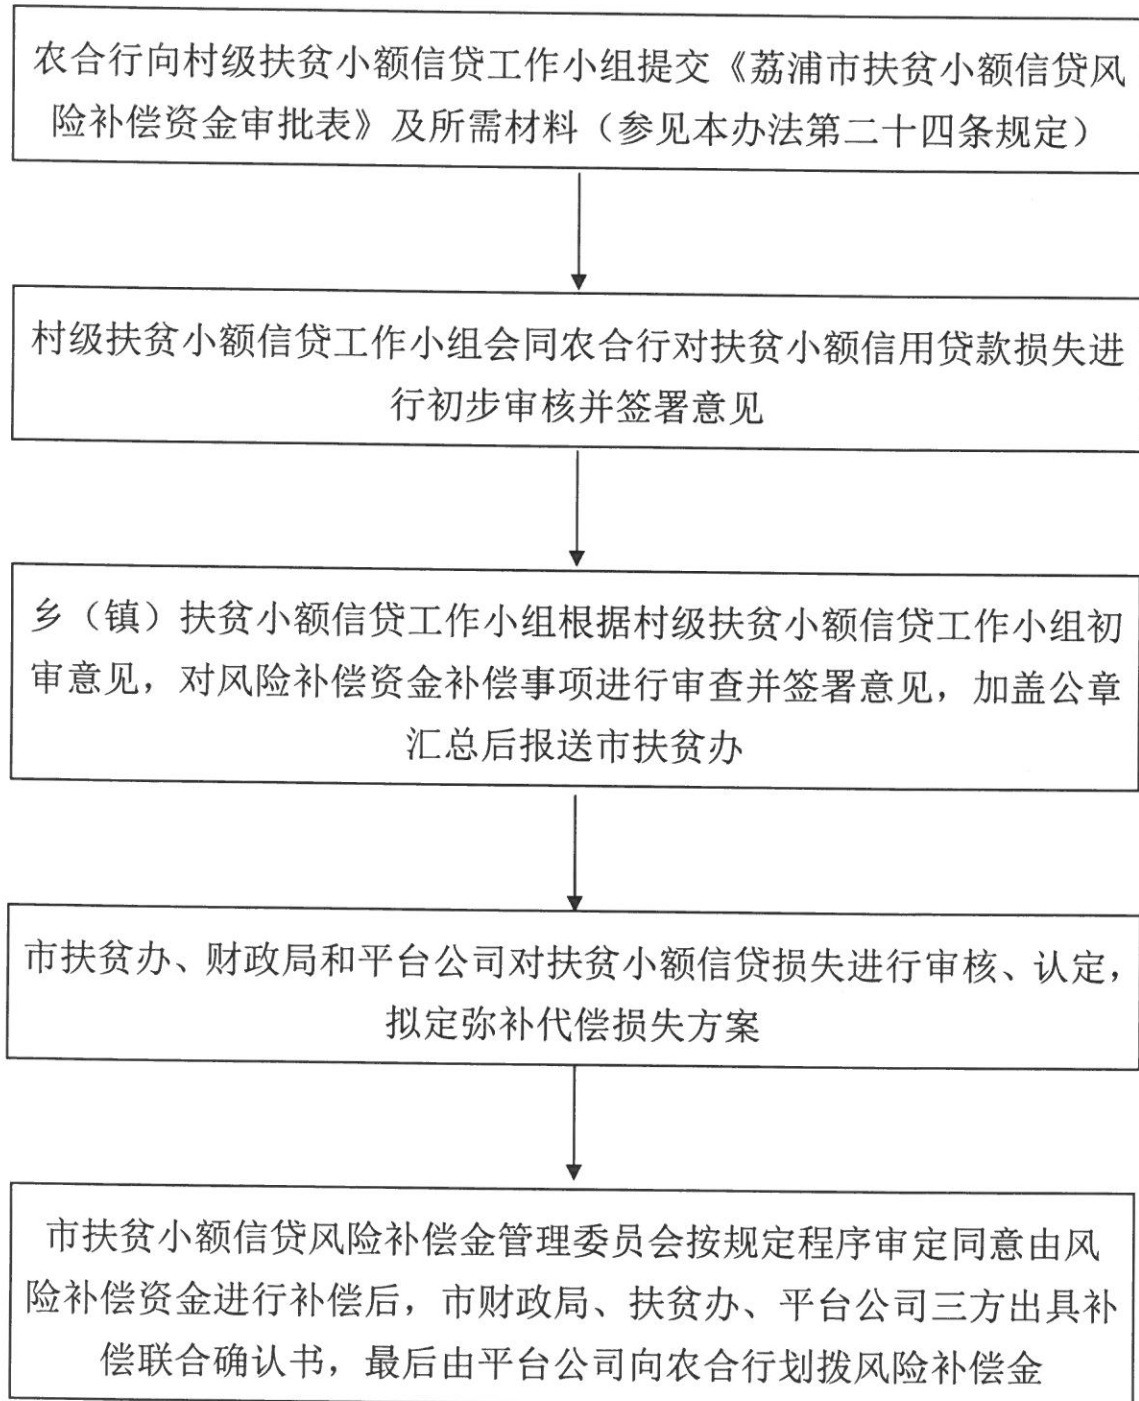 农合行向村级扶贫小额信贷工作小组提交《荔浦市扶贫小额信贷风
险补偿资金审批表》及所需材料（参见本办法第二十四条规定）
村级扶贫小额信贷工作小组会同农合行对扶贫小额信用贷款损失进
行初步审核并签署意见
乡（镇）扶贫小额信贷工作小组根据村级扶贫小额信贷工作小组初
审意见，对风险补偿资金补偿事项进行审查并签署意见，加盖公章
汇总后报送市扶贫办
市扶贫办、财政局和平台公司对扶贫小额信贷损失进行审核、认定，
拟定弥补代偿损失方案
市扶贫小额信贷风险补偿金管理委员会按规定程序审定同意由风
险补偿资金进行补偿后，市财政局、扶贫办、平台公司三方出具补
偿联合确认书，最后由平台公司向农合行划拨风险补偿金